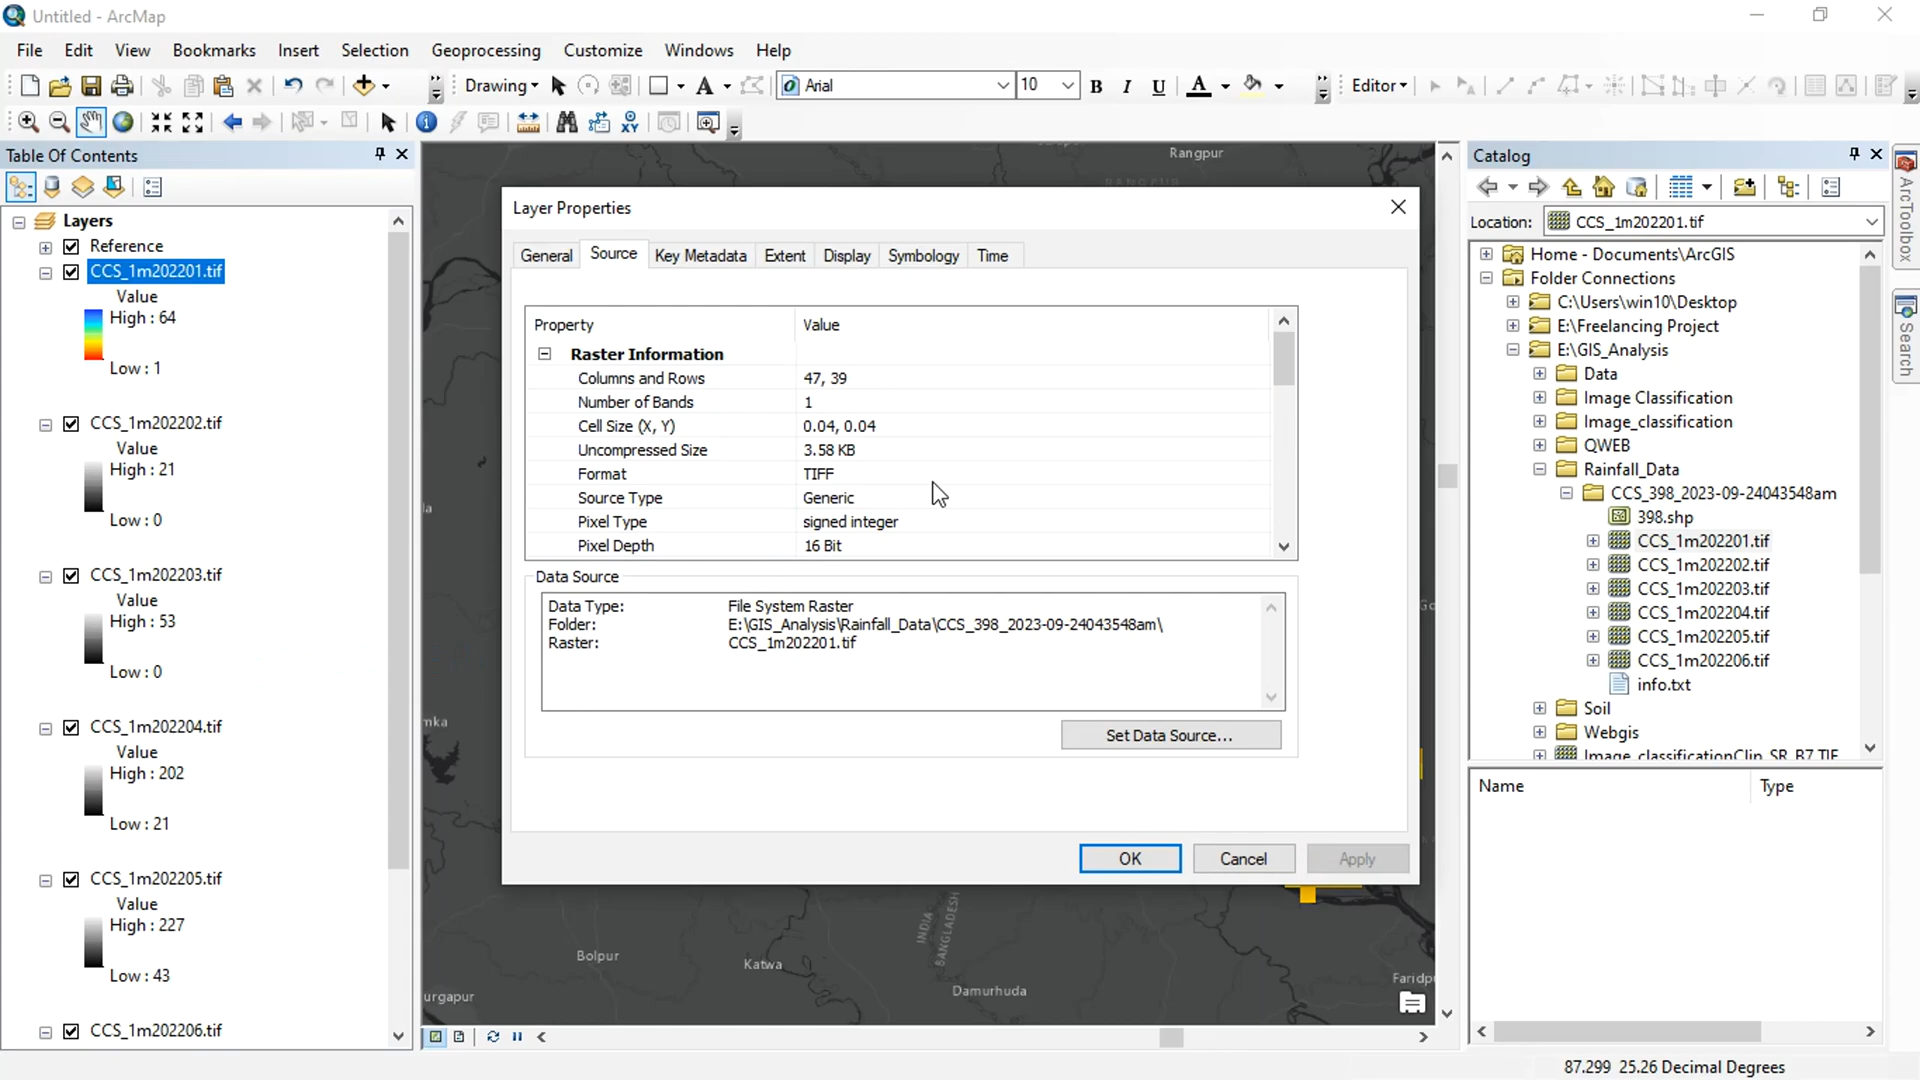 Untitled - ArcMap
File Edit View Bookmarks Insert Selection Geoprocessing Customize Windows Help
Drawing Arial 10 B I U A Editor
Table Of Contents
Layers
Reference
CCS_1m202201.tif
Value
High : 64
Low : 1
CCS_1m202202.tif
Value
High : 21
Low : 0
CCS_1m202203.tif
Value
High : 53
Low : 0
CCS_1m202204.tif
Value
High : 202
Low : 21
CCS_1m202205.tif
Value
High : 227
Low : 43
CCS_1m202206.tif
Rangpur
Layer Properties
General Source Key Metadata Extent Display Symbology Time
Property Value
Raster Information
Columns and Rows 47, 39
Number of Bands 1
Cell Size (X, Y) 0.04, 0.04
Uncompressed Size 3.58 KB
Format TIFF
Source Type Generic
Pixel Type signed integer
Pixel Depth 16 Bit
Data Source
Data Type: File System Raster
Folder: E:\GIS_Analysis\Rainfall_Data\CCS_398_2023-09-24043548am\
Raster: CCS_1m202201.tif
Set Data Source...
OK Cancel Apply
mka
INDIA
BANGLADESH
Bolpur
Katwa
Damurhuda
Faridp
urgapur
Catalog
Location: CCS_1m202201.tif
Home - Documents\ArcGIS
Folder Connections
C:\Users\win10\Desktop
E:\Freelancing Project
E:\GIS_Analysis
Data
Image Classification
Image_classification
QWEB
Rainfall_Data
CCS_398_2023-09-24043548am
398.shp
CCS_1m202201.tif
CCS_1m202202.tif
CCS_1m202203.tif
CCS_1m202204.tif
CCS_1m202205.tif
CCS_1m202206.tif
info.txt
Soil
Webgis
Image_classificationClip_SR_B7.TIF
Name Type
ArcToolbox
Search
87.299 25.26 Decimal Degrees